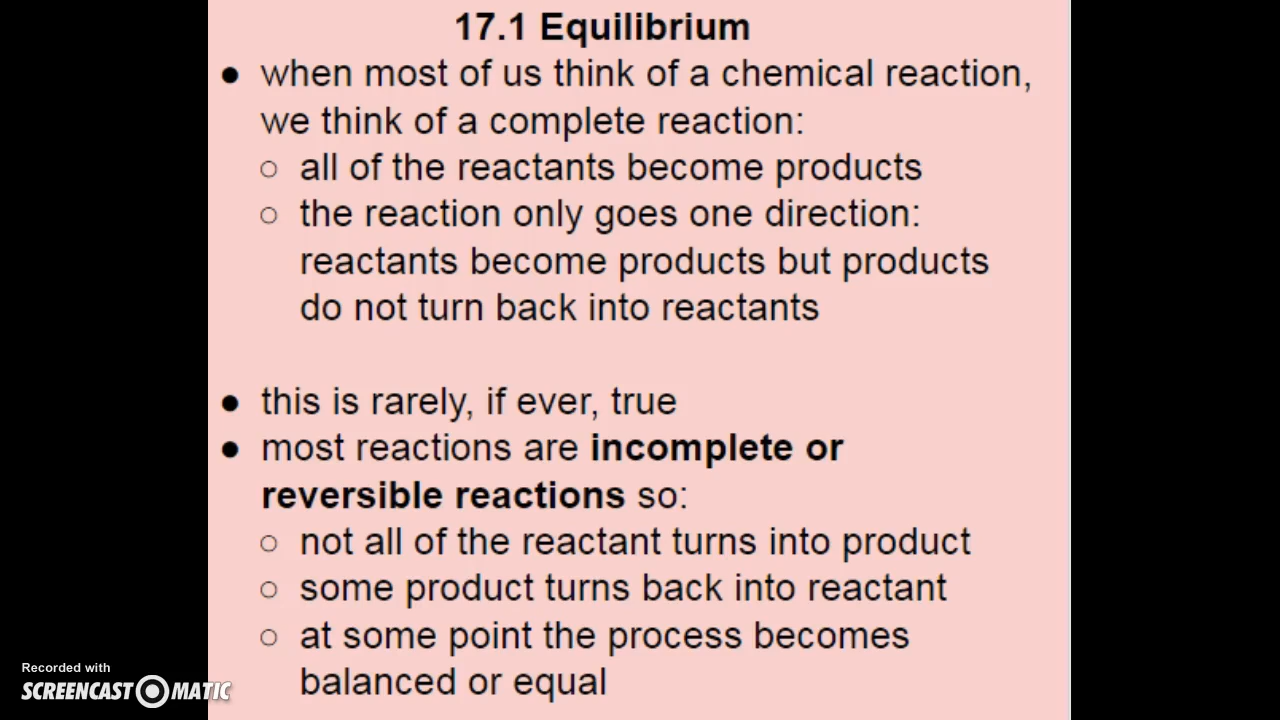 17.1 Equilibrium
● when most of us think of a chemical reaction,
we think of a complete reaction:
○ all of the reactants become products
○ the reaction only goes one direction:
reactants become products but products
do not turn back into reactants
● this is rarely, if ever, true
● most reactions are incomplete or
reversible reactions so:
○ not all of the reactant turns into product
○ some product turns back into reactant
○ at some point the process becomes
balanced or equal
Recorded with
SCREENCAST MATIC